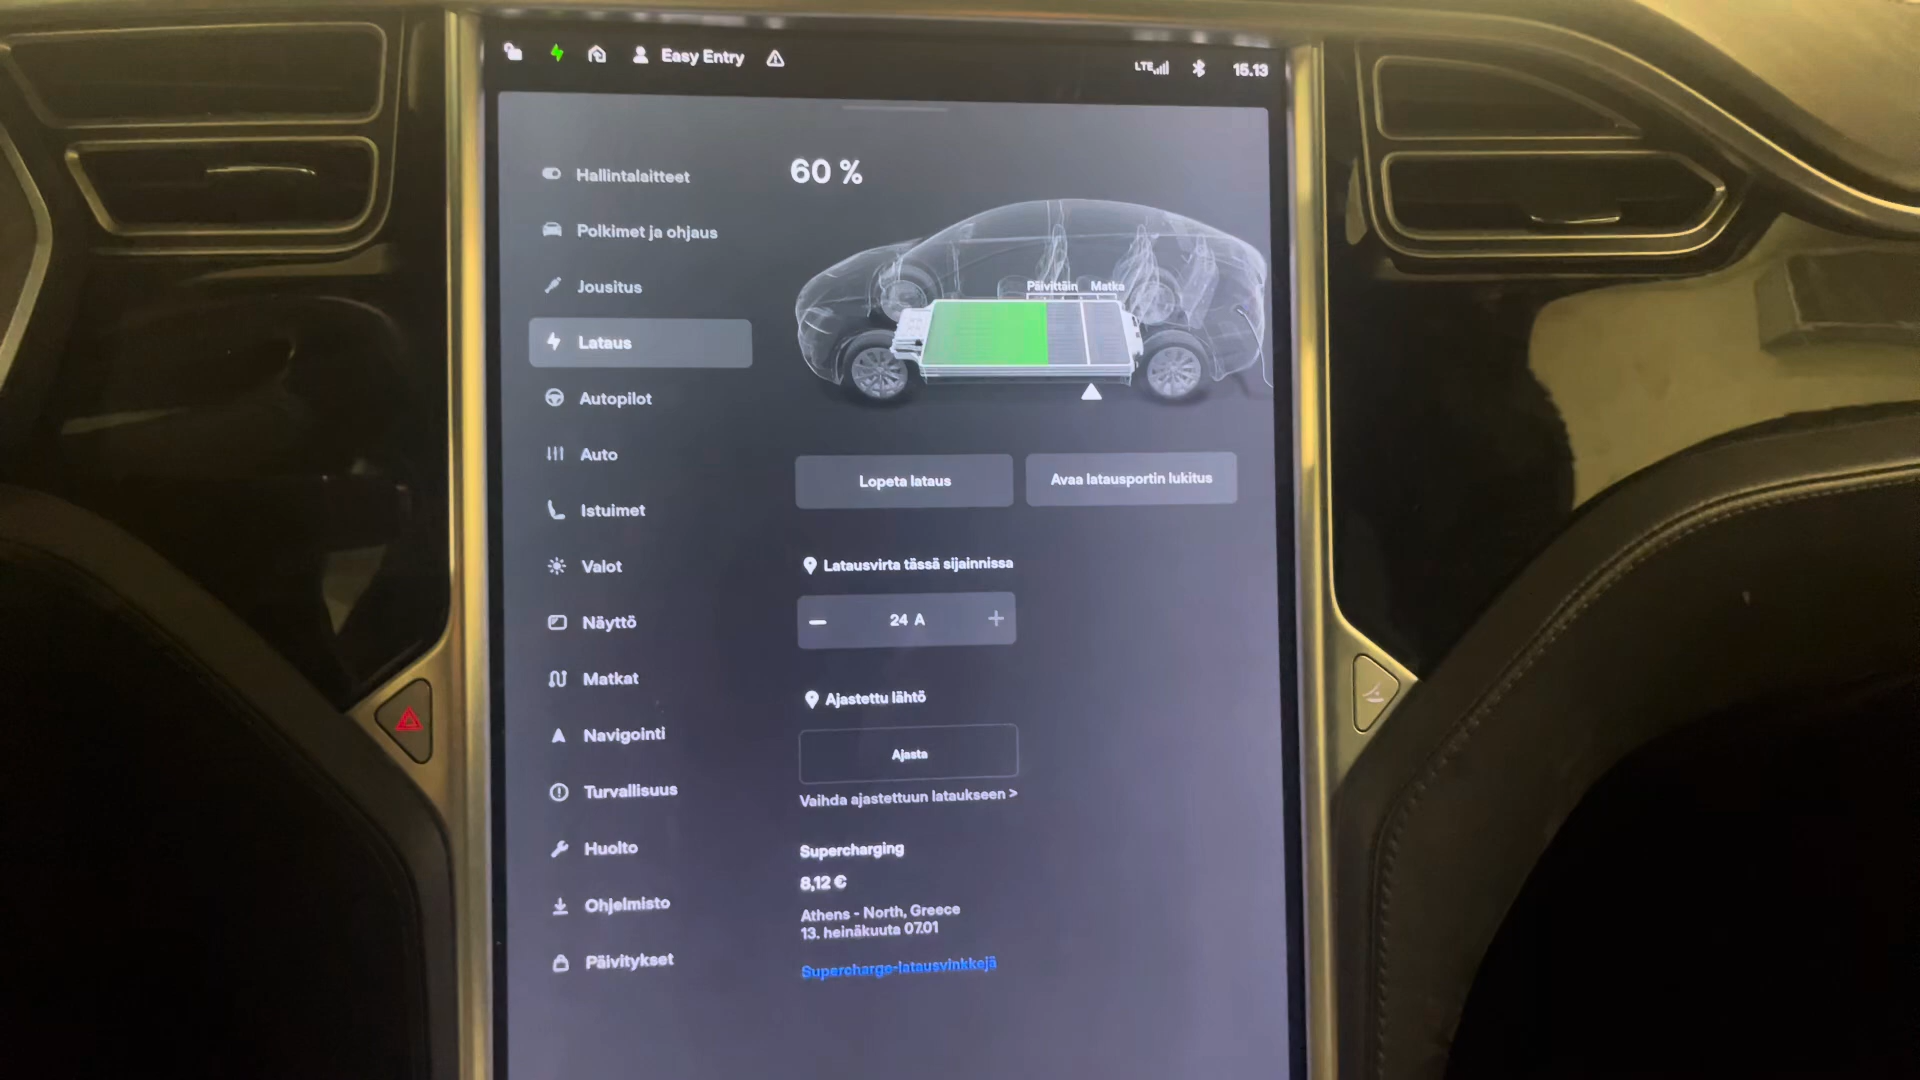 Easy Entry
LTE
15.13
Hallintalaitteet
Polkimet ja ohjaus
Jousitus
Lataus
Autopilot
Auto
Istuimet
Valot
Näyttö
Matkat
Navigointi
Turvallisuus
Huolto
Ohjelmisto
Päivitykset
60 %
Päivittäin
Matka
Lopeta lataus
Avaa latausportin lukitus
Latausvirta tässä sijainnissa
24 A
Ajastettu lähtö
Ajasta
Vaihda ajastettuun lataukseen >
Supercharging
8,12 €
Athens - North, Greece
13. heinäkuuta 07.01
Supercharge-latausvinkkejä